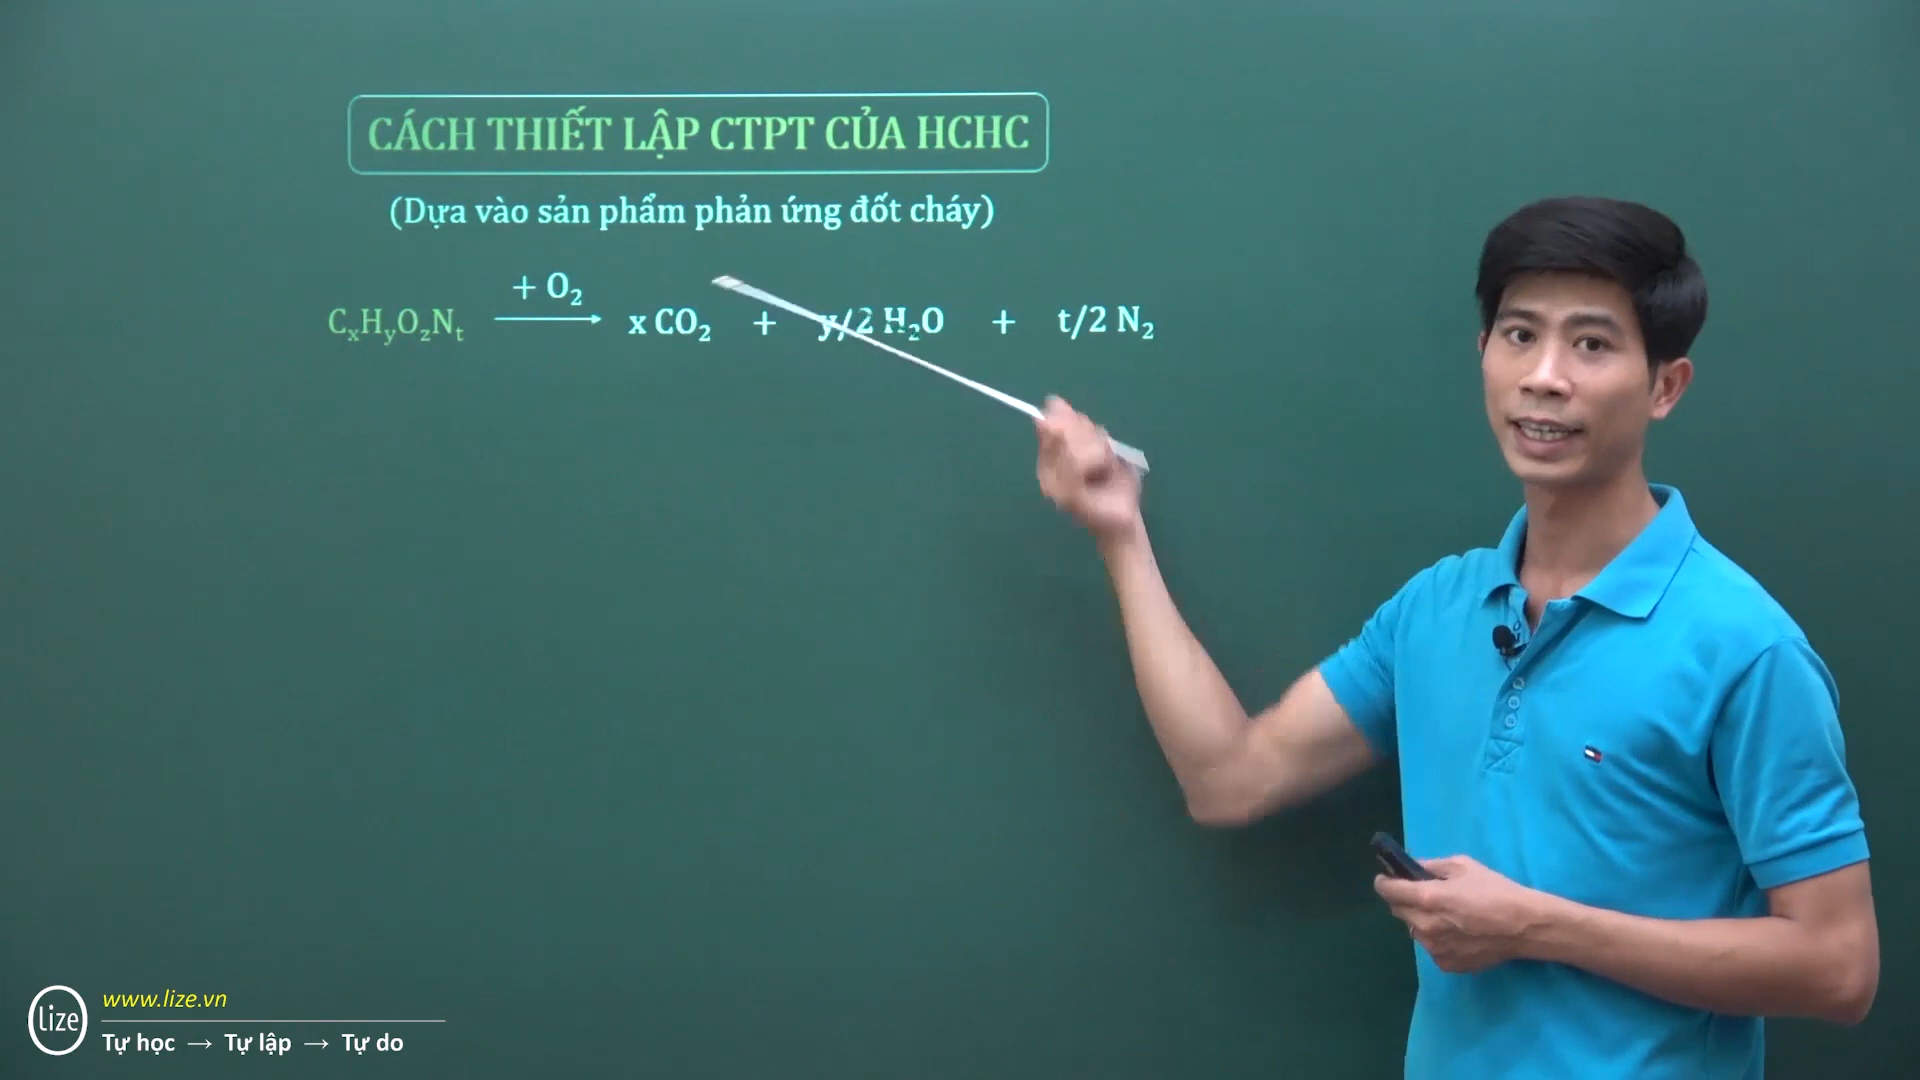 CÁCH THIẾT LẬP CTPT CỦA HCHC
(Dựa vào sản phẩm phản ứng đốt cháy)
CₓHᵧO_zNₜ + O₂ → x CO₂ + y/2 H₂O + t/2 N₂
lize
www.lize.vn
Tự học → Tự lập → Tự do